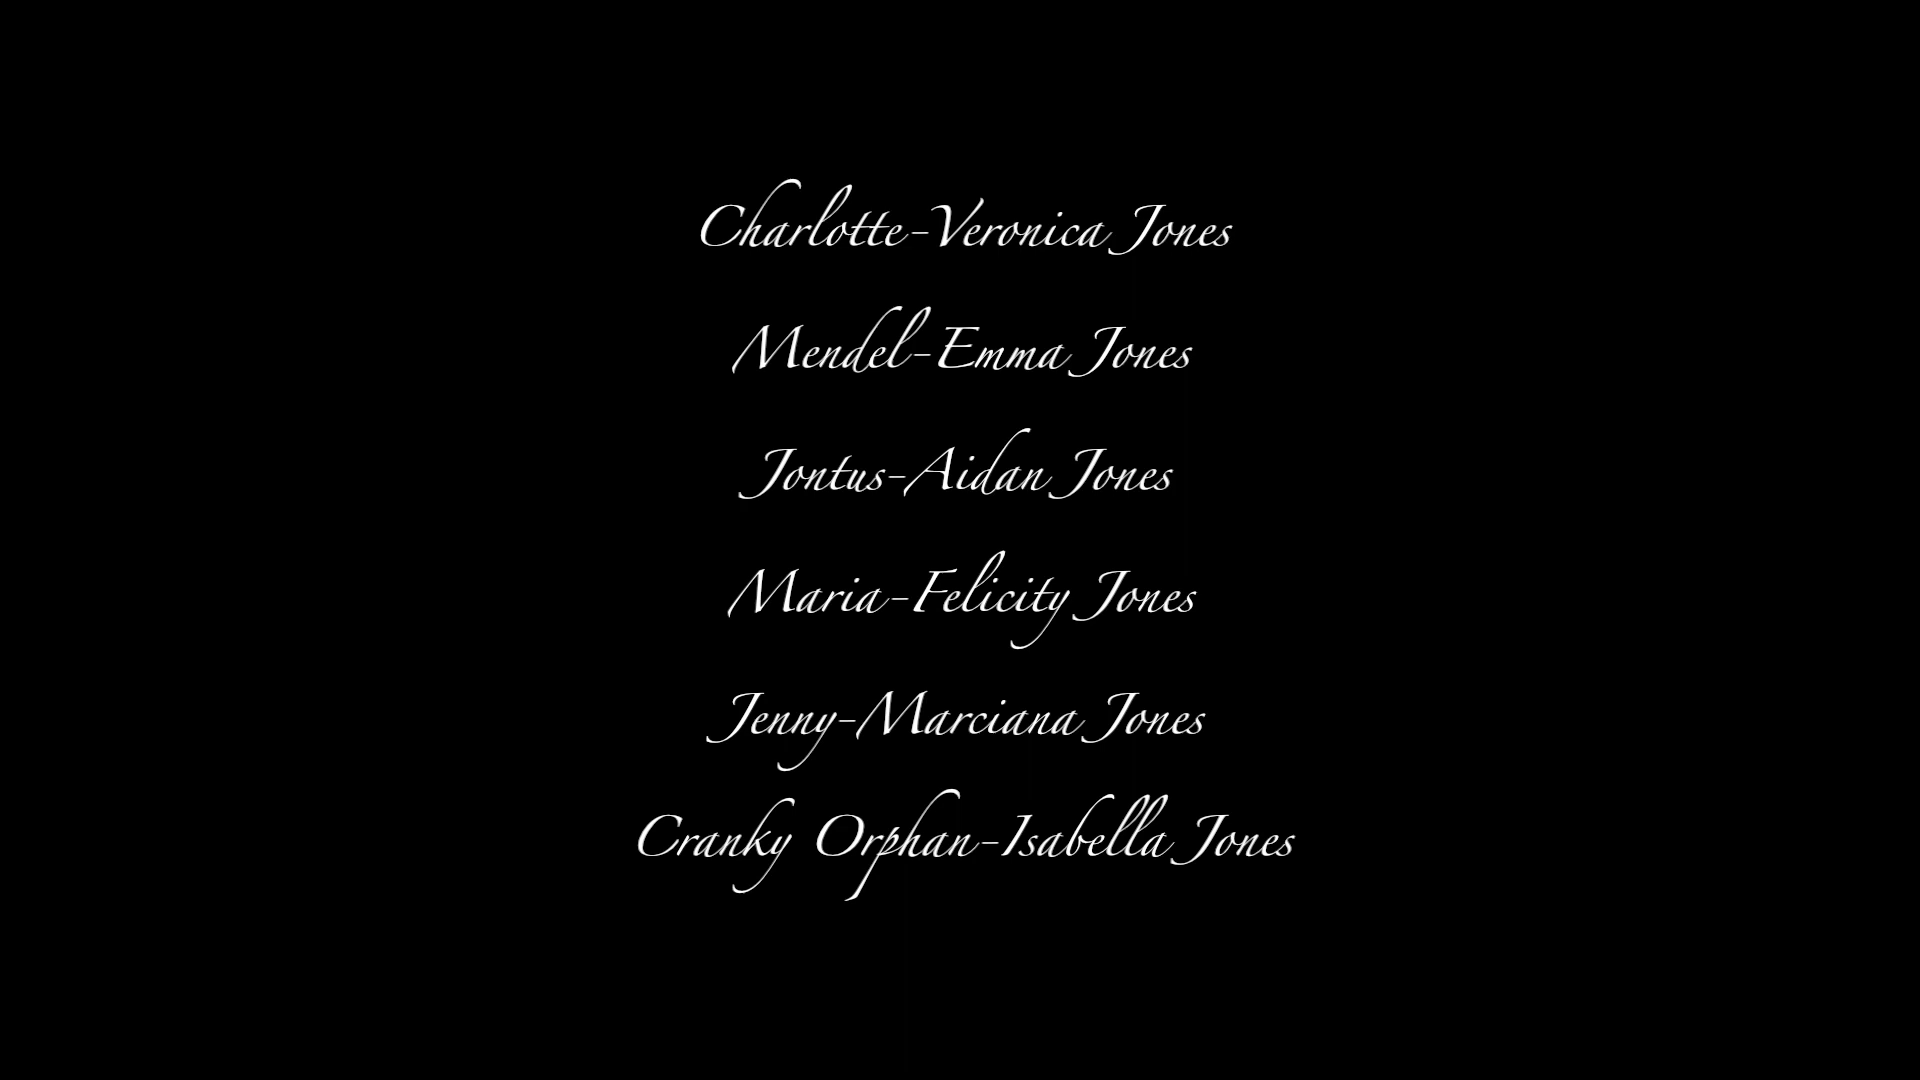 Charlotte-Veronica Jones
Mendel-Emma Jones
Jontus-Aidan Jones
Maria-Felicity Jones
Jenny-Marciana Jones
Cranky Orphan-Isabella Jones